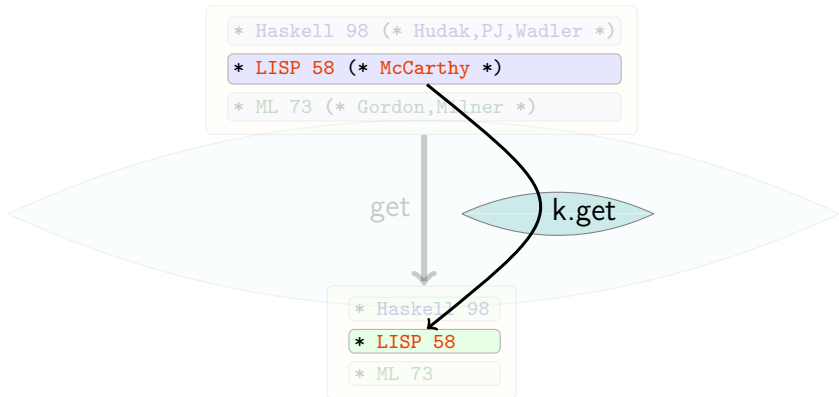 * Haskell 98 (* Hudak,PJ,Wadler *)
* LISP 58 (* McCarthy *)
* ML 73 (* Gordon,Milner *)
get
k.get
* Haskell 98
* LISP 58
* ML 73